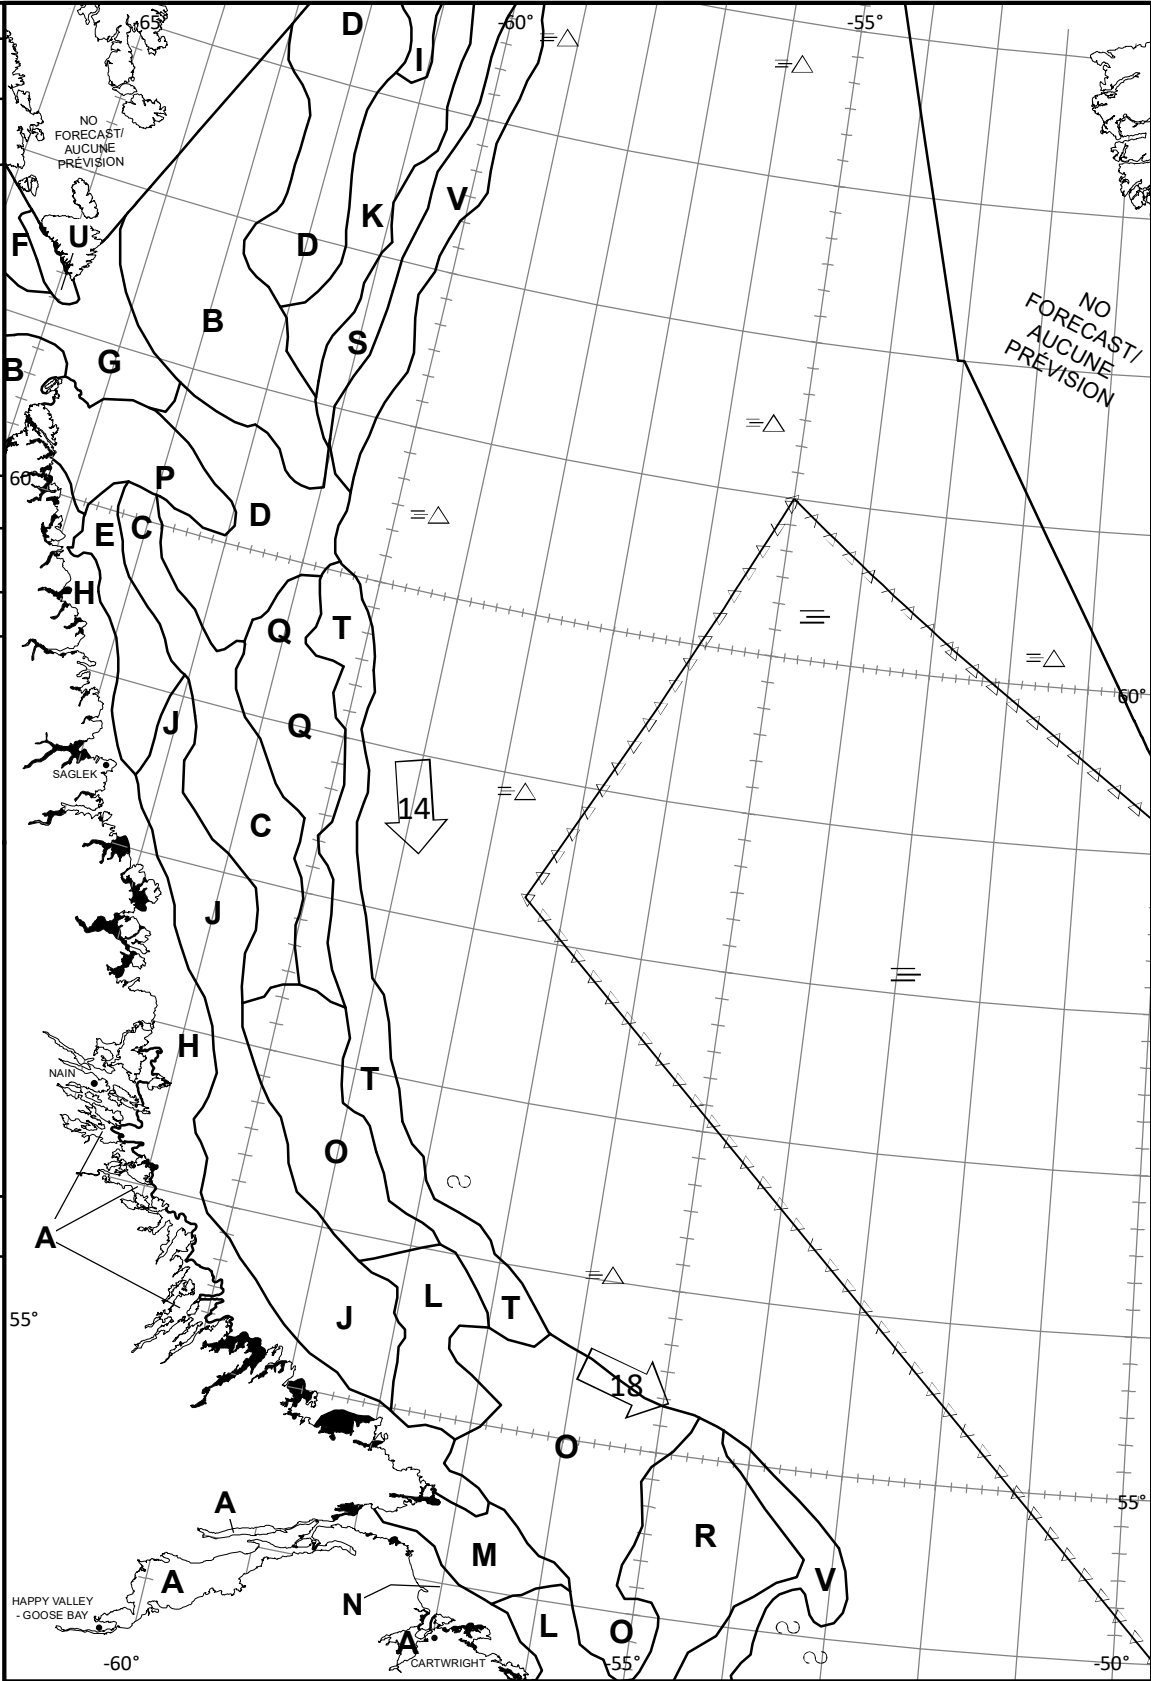 65°
D
-60°
-55°
I
NO
FORECAST/
AUCUNE
PRÉVISION
V
K
F
U
D
NO
FORECAST/
AUCUNE
PRÉVISION
B
S
G
B
60°
P
D
E
C
H
Q
T
60°
J
Q
SAGLEK
14
C
J
H
NAIN
T
O
A
L
T
55°
J
18
O
A
55°
R
M
A
V
HAPPY VALLEY
- GOOSE BAY
N
L
O
A
CARTWRIGHT
-60°
-55°
-50°